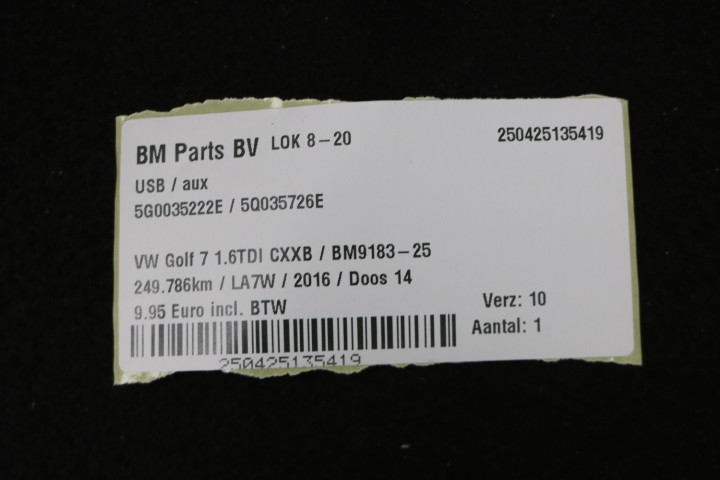 BM Parts BV LOK 8-20 250425135419
USB / aux
5G0035222E / 5Q035726E
VW Golf 7 1.6TDI CXXB / BM9183-25
249.786km / LA7W / 2016 / Doos 14
9.95 Euro incl. BTW
Verz: 10
Aantal: 1
250425135419